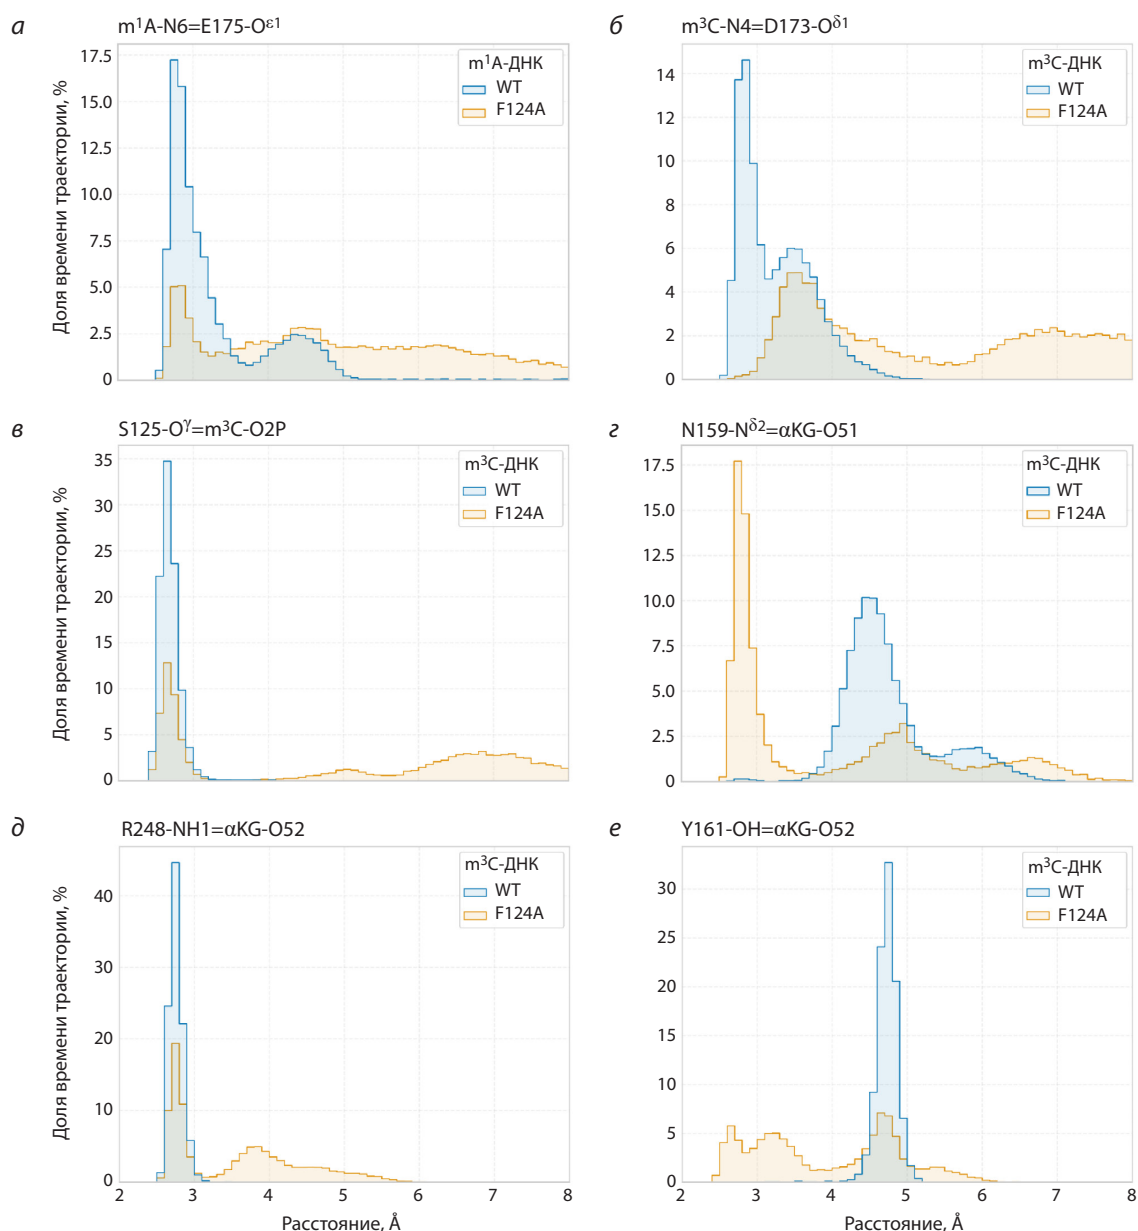 а
m¹A-N6=E175-Oᵋ¹
Доля времени траектории, %
17.5
15.0
12.5
10.0
7.5
5.0
2.5
0
m¹A-ДНК
WT
F124A
б
m³C-N4=D173-Oᵟ¹
14
12
10
8
6
4
2
0
m³C-ДНК
WT
F124A
в
S125-Oᵞ=m³C-O2P
Доля времени траектории, %
35
30
25
20
15
10
5
0
m³C-ДНК
WT
F124A
г
N159-Nᵟ²=αKG-O51
17.5
15.0
12.5
10.0
7.5
5.0
2.5
0
m³C-ДНК
WT
F124A
д
R248-NH1=αKG-O52
Доля времени траектории, %
40
40
20
10
0
m³C-ДНК
WT
F124A
2 3 4 5 6 7 8
Расстояние, Å
е
Y161-OH=αKG-O52
30
25
20
15
10
5
0
m³C-ДНК
WT
F124A
2 3 4 5 6 7 8
Расстояние, Å